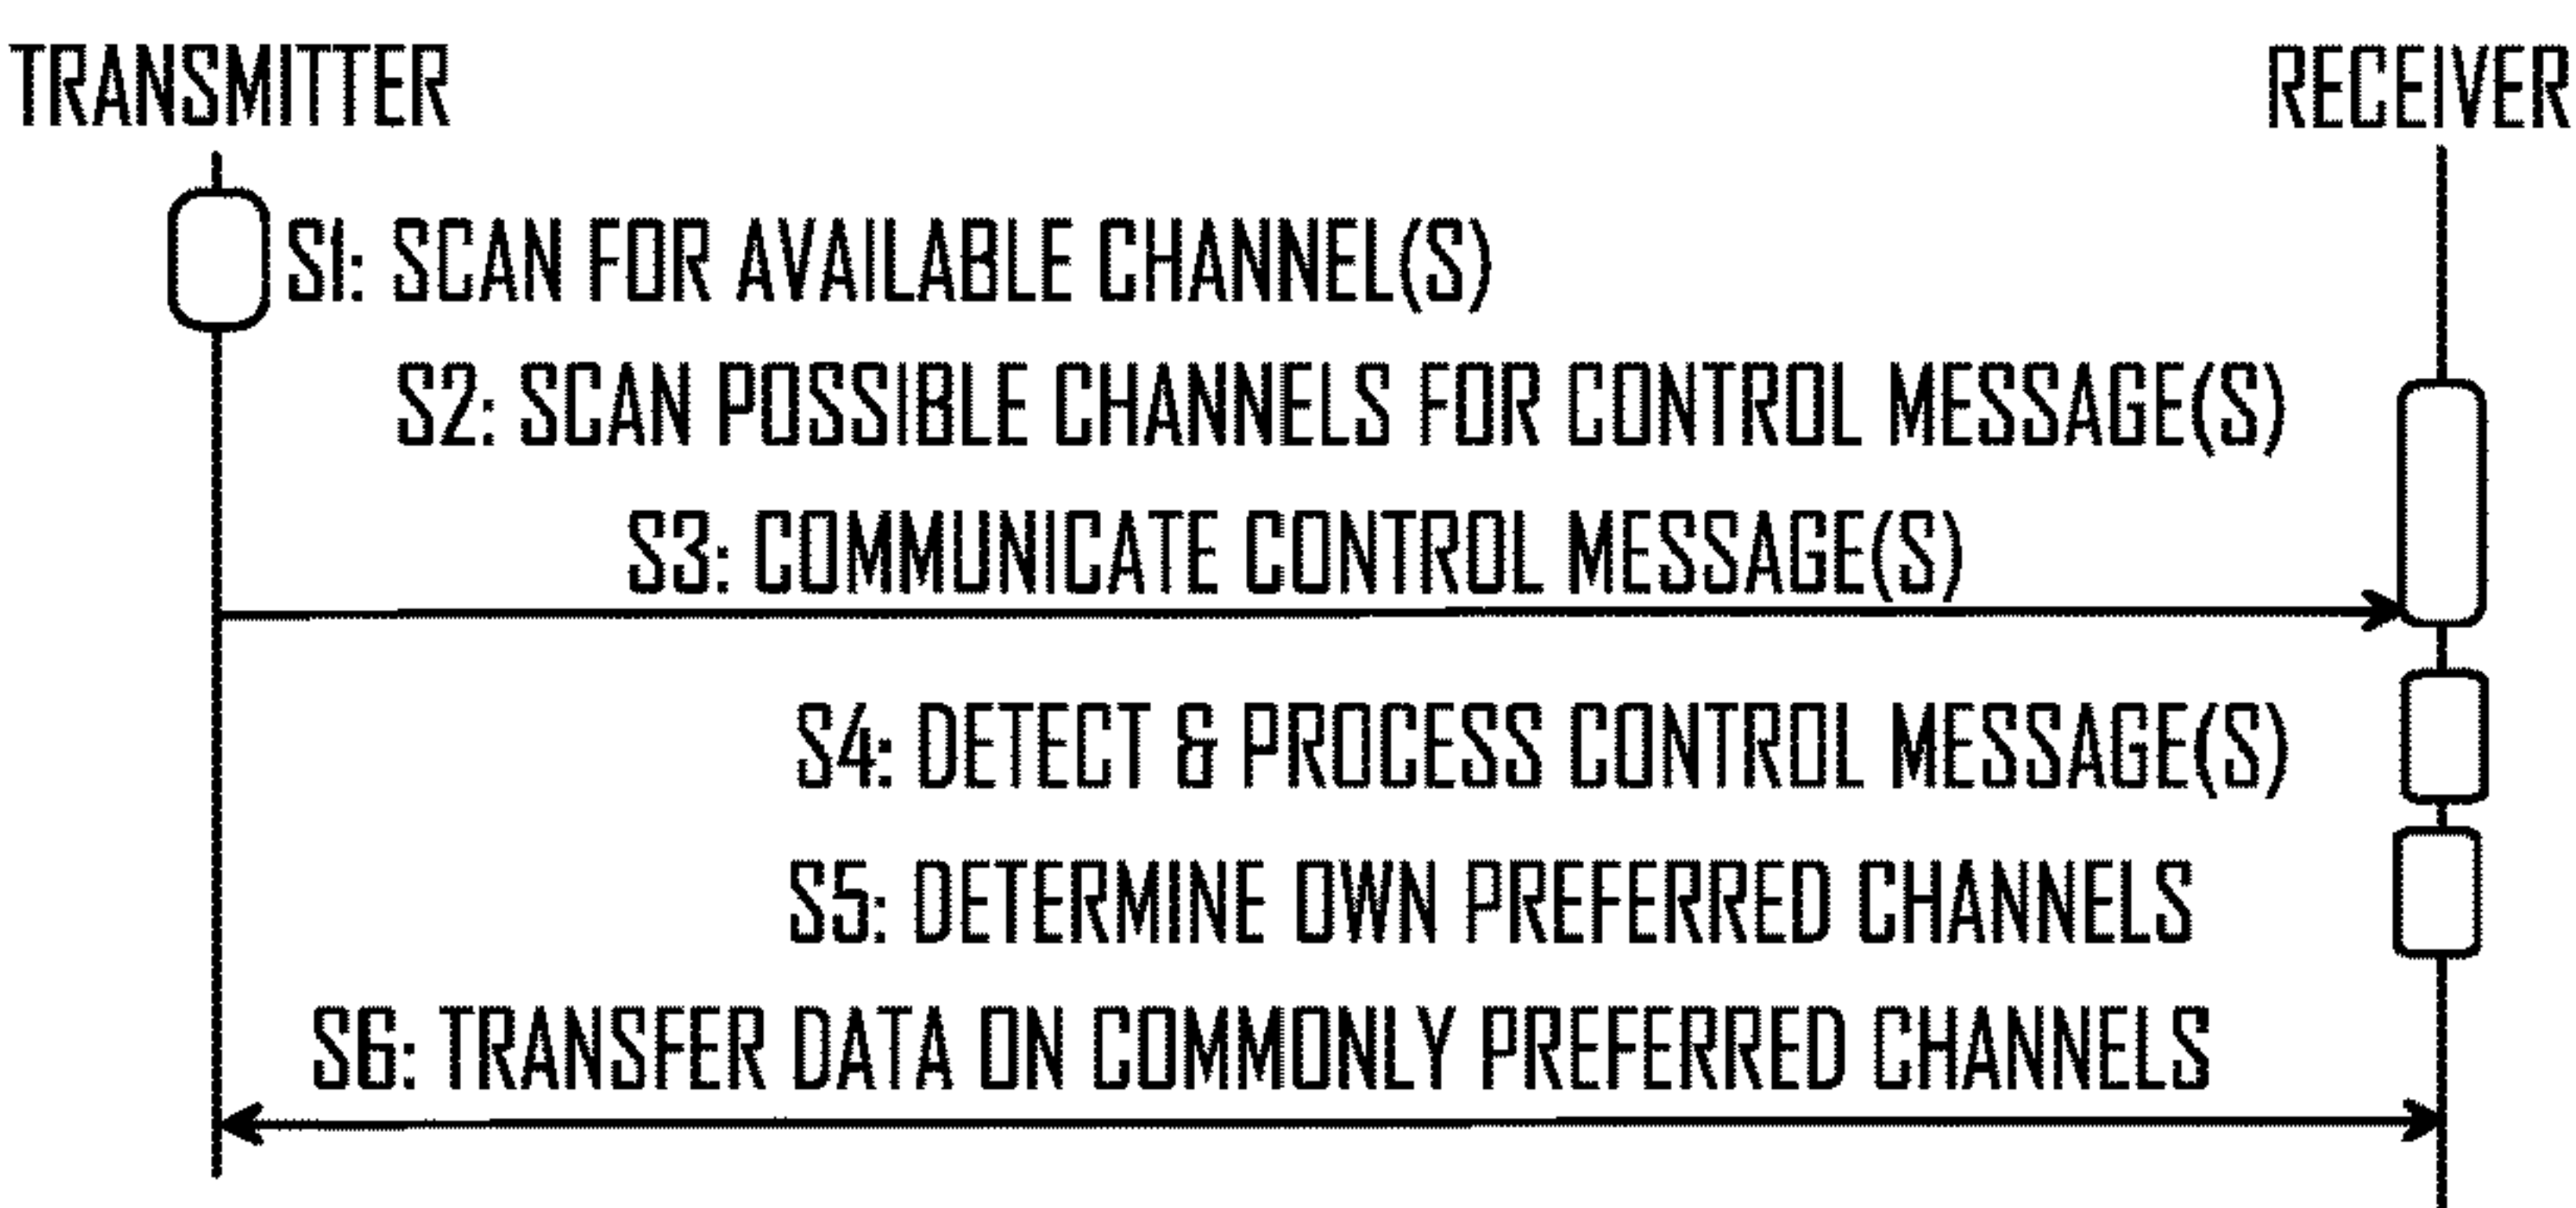 TRANSMITTER RECEIVER
S1: SCAN FOR AVAILABLE CHANNEL(S)
S2: SCAN POSSIBLE CHANNELS FOR CONTROL MESSAGE(S)
S3: COMMUNICATE CONTROL MESSAGE(S)
S4: DETECT & PROCESS CONTROL MESSAGE(S)
S5: DETERMINE OWN PREFERRED CHANNELS
S6: TRANSFER DATA ON COMMONLY PREFERRED CHANNELS